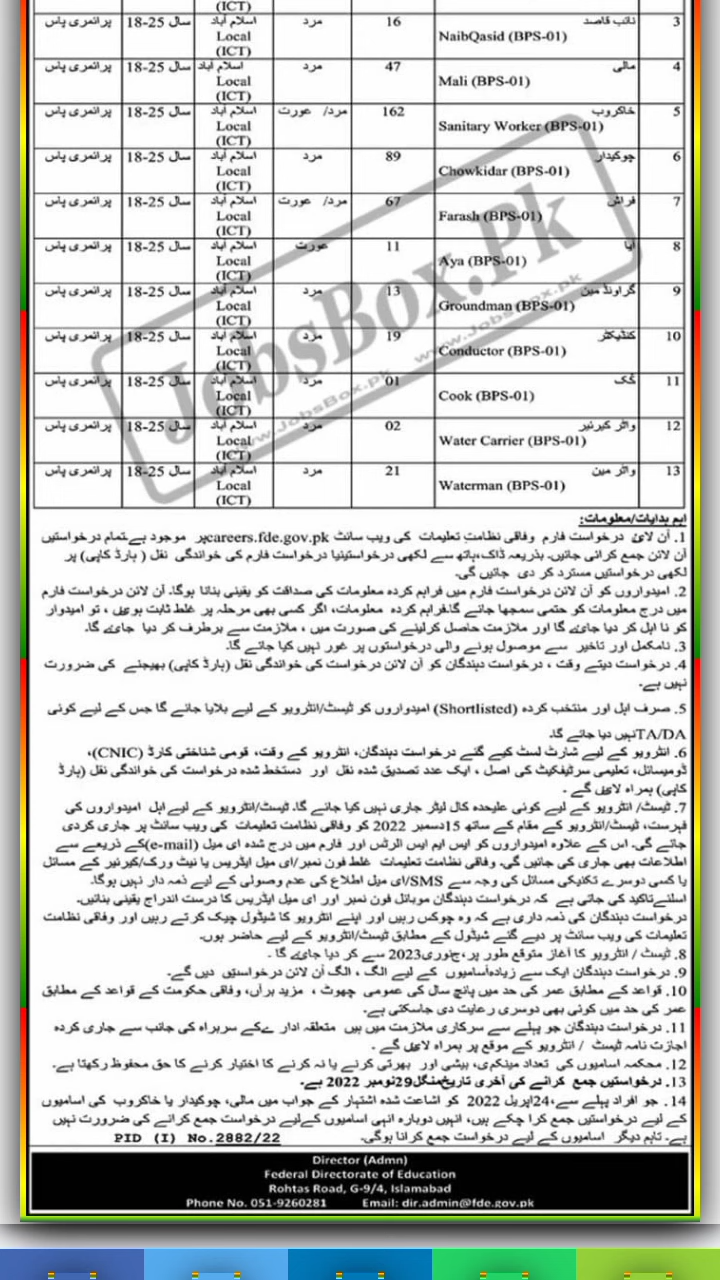 (ICT)
3 نائب قاصد NaibQasid (BPS-01) 16 مرد اسلام آباد Local (ICT) 18-25 سال پرائمری پاس
4 مالی Mali (BPS-01) 47 مرد اسلام آباد Local (ICT) 18-25 سال پرائمری پاس
5 خاکروب Sanitary Worker (BPS-01) 162 مرد/ عورت اسلام آباد Local (ICT) 18-25 سال پرائمری پاس
6 چوکیدار Chowkidar (BPS-01) 89 مرد اسلام آباد Local (ICT) 18-25 سال پرائمری پاس
7 فراش Farash (BPS-01) 67 مرد/ عورت اسلام آباد Local (ICT) 18-25 سال پرائمری پاس
8 آیا Aya (BPS-01) 11 عورت اسلام آباد Local (ICT) 18-25 سال پرائمری پاس
9 گراونڈ مین Groundman (BPS-01) 13 مرد اسلام آباد Local (ICT) 18-25 سال پرائمری پاس
10 کنڈیکٹر Conductor (BPS-01) 19 مرد اسلام آباد Local (ICT) 18-25 سال پرائمری پاس
11 کک Cook (BPS-01) 01 مرد اسلام آباد Local (ICT) 18-25 سال پرائمری پاس
12 واٹر کیرئیر Water Carrier (BPS-01) 02 مرد اسلام آباد Local (ICT) 18-25 سال پرائمری پاس
13 واٹر مین Waterman (BPS-01) 21 مرد اسلام آباد Local (ICT) 18-25 سال پرائمری پاس
JobsBox.Pk
www.JobsBox.pk
www.JobsBox.pk
اہم ہدایات/معلومات:
1. آن لائن درخواست فارم وفاقی نظامتِ تعلیمات کی ویب سائٹ careers.fde.gov.pkپر موجود ہے۔تمام درخواستیں
آن لائن جمع کرائی جائیں۔ بذریعہ ڈاک،ہاتھ سے لکھی درخواستیںیا درخواست فارم کی خواندگی نقل ( ہارڈ کاپی) پر
لکھی درخواستیں مسترد کر دی جائیں گی۔
2. امیدواروں کو آن لائن درخواست فارم میں فراہم کردہ معلومات کی صداقت کو یقینی بنانا ہوگا۔ آن لائن درخواست فارم
میں درج معلومات کو حتمی سمجھا جائے گا۔فراہم کردہ معلومات، اگر کسی بھی مرحلہ پر غلط ثابت ہوئیں ، تو امیدوار
کو نا اہل کر دیا جائے گا اور ملازمت حاصل کرلینے کی صورت میں ، ملازمت سے برطرف کر دیا جائے گا۔
3. نامکمل اور تاخیر سے موصول ہونے والی درخواستوں پر غور نہیں کیا جائے گا۔
4. درخواست دیتے وقت ، درخواست دہندگان کو آن لائن درخواست کی خواندگی نقل (ہارڈ کاپی) بھیجنے کی ضرورت
نہیں ہے۔
5. صرف اہل اور منتخب کردہ (Shortlisted) امیدواروں کو ٹیسٹ/انٹرویو کے لیے بلایا جائے گا جس کے لیے کوئی
TA/DAنہیں دیا جائے گا۔
6. انٹرویو کے لیے شارٹ لسٹ کیے گئے درخواست دہندگان، انٹرویو کے وقت، قومی شناختی کارڈ (CNIC)،
ڈومیسائل، تعلیمی سرٹیفکیٹ کی اصل ، ایک عدد تصدیق شدہ نقل اور دستخط شدہ درخواست کی خواندگی نقل (ہارڈ
کاپی) ہمراہ لائیں گے ۔
7. ٹیسٹ/ انٹرویو کے لیے کوئی علیحدہ کال لیٹر جاری نہیں کیا جائے گا۔ ٹیسٹ/انٹرویو کے لیے اہل امیدواروں کی
فہرست، ٹیسٹ/انٹرویو کے مقام کے ساتھ 15دسمبر 2022 کو وفاقی نظامت تعلیمات کی ویب سائٹ پر جاری کردی
جائے گی۔ اس کے علاوہ امیدواروں کو ایس ایم ایس الرٹس اور فارم میں درج شدہ ای میل (e-mail)کے ذریعے سے
اطلاعات بھی جاری کی جائیں گی۔ وفاقی نظامت تعلیمات غلط فون نمبر/ای میل ایڈریس یا نیٹ ورک/کیرئیر کے مسائل
یا کسی دوسرے تکنیکی مسائل کی وجہ سے SMS/ای میل اطلاع کی عدم وصولی کے لیے ذمہ دار نہیں ہوگا۔
اسلئےتاکید کی جاتی ہے کہ درخواست دہندگان موبائل فون نمبر اور ای میل ایڈریس کا درست اندراج یقینی بنائیں۔
درخواست دہندگان کی ذمہ داری ہے کہ وہ چوکس رہیں اور اپنے انٹرویو کا شیڈول چیک کرتے رہیں اور وفاقی نظامت
تعلیمات کی ویب سائٹ پر دیے گئے شیڈول کے مطابق ٹیسٹ/انٹرویو کے لیے حاضر ہوں۔
8. ٹیسٹ / انٹرویو کا آغاز متوقع طور پر،جنوری2023 سے کر دیا جائے گا ۔
9. درخواست دہندگان ایک سے زیادہآسامیوں کے لیے الگ ، الگ آن لائن درخواستیں دیں گے۔
10. قواعد کے مطابق عمر کی حد میں پانچ سال کی عمومی چھوٹ ، مزید برآں، وفاقی حکومت کے قواعد کے مطابق
عمر کی حد میں کوئی بھی دوسری رعایت دی جاسکتی ہے۔
11. درخواست دہندگان جو پہلے سے سرکاری ملازمت میں ہیں متعلقہ ادارےکے سربراہ کی جانب سے جاری کردہ
اجازت نامہ ٹیسٹ / انٹرویو کے موقع پر ہمراہ لائیں گے ۔
12. محکمہ اسامیوں کی تعداد میںکمی، بیشی اور بھرتی کرنے یا نہ کرنے کا اختیار کرنے کا حق محفوظ رکھتا ہے۔
13. درخواستیں جمع کرانے کی آخری تاریخمنگل29نومبر 2022 ہے۔
14. جو افراد پہلے سے،24اپریل 2022 کو اشاعت شدہ اشتہار کے جواب میں مالی، چوکیدار یا خاکروب کی اسامیوں
کے لیے درخواستیں جمع کرا چکے ہیں، انہیں دوبارہ انہی اسامیوں کےلیے درخواست جمع کرانے کی ضرورت نہیں
ہے۔ تاہم دیگر اسامیوں کے لیے درخواست جمع کرانا ہوگی۔ PID (I) No.2882/22
Director (Admn)
Federal Directorate of Education
Rohtas Road, G-9/4, Islamabad
Phone No. 051-9260281 Email: dir.admin@fde.gov.pk